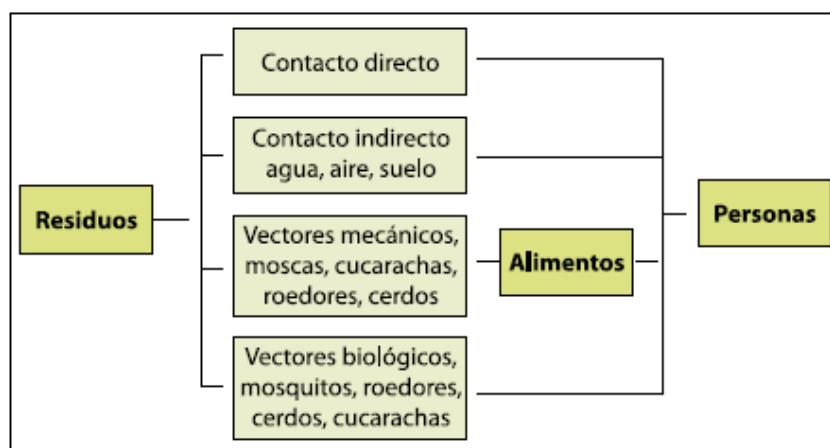 Residuos
Contacto directo
Contacto indirecto
agua, aire, suelo
Vectores mecánicos,
moscas, cucarachas,
roedores, cerdos
Vectores biológicos,
mosquitos, roedores,
cerdos, cucarachas
Alimentos
Personas